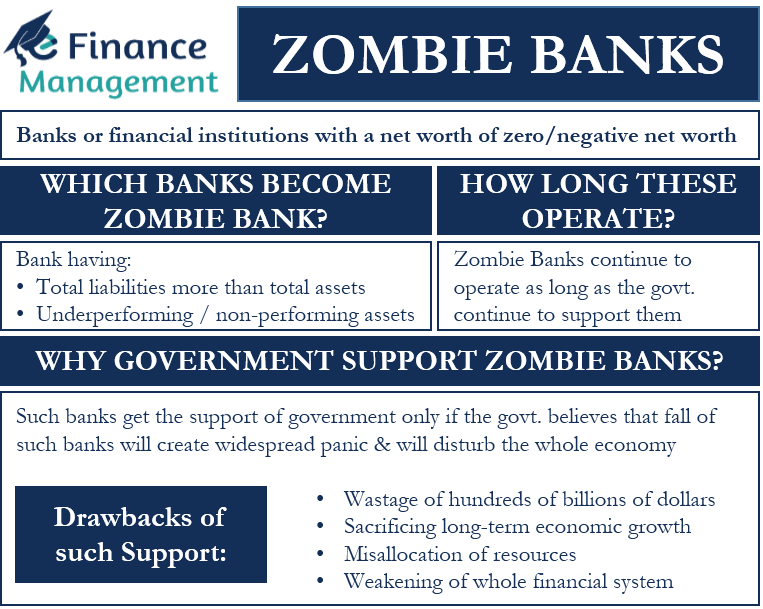 Finance
Management
ZOMBIE BANKS
Banks or financial institutions with a net worth of zero/negative net worth
WHICH BANKS BECOME
ZOMBIE BANK?
Bank having:
• Total liabilities more than total assets
• Underperforming / non-performing assets
HOW LONG THESE
OPERATE?
Zombie Banks continue to
operate as long as the govt.
continue to support them
WHY GOVERNMENT SUPPORT ZOMBIE BANKS?
Such banks get the support of government only if the govt. believes that fall of
such banks will create widespread panic & will disturb the whole economy
Drawbacks of
such Support:
• Wastage of hundreds of billions of dollars
• Sacrificing long-term economic growth
• Misallocation of resources
• Weakening of whole financial system